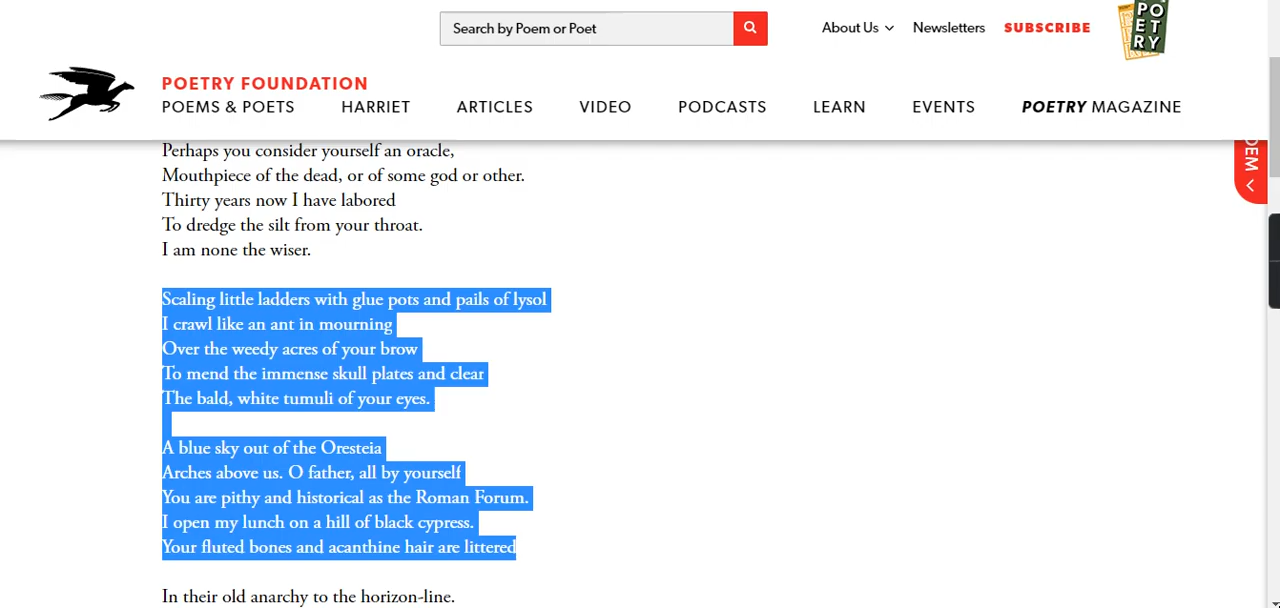 Search by Poem or Poet
About Us
Newsletters
SUBSCRIBE
PO
ET
RY
POETRY FOUNDATION
POEMS & POETS
HARRIET
ARTICLES
VIDEO
PODCASTS
LEARN
EVENTS
POETRY MAGAZINE
Perhaps you consider yourself an oracle,
Mouthpiece of the dead, or of some god or other.
Thirty years now I have labored
To dredge the silt from your throat.
I am none the wiser.
Scaling little ladders with glue pots and pails of lysol
I crawl like an ant in mourning
Over the weedy acres of your brow
To mend the immense skull plates and clear
The bald, white tumuli of your eyes.
A blue sky out of the Oresteia
Arches above us. O father, all by yourself
You are pithy and historical as the Roman Forum.
I open my lunch on a hill of black cypress.
Your fluted bones and acanthine hair are littered
In their old anarchy to the horizon-line.